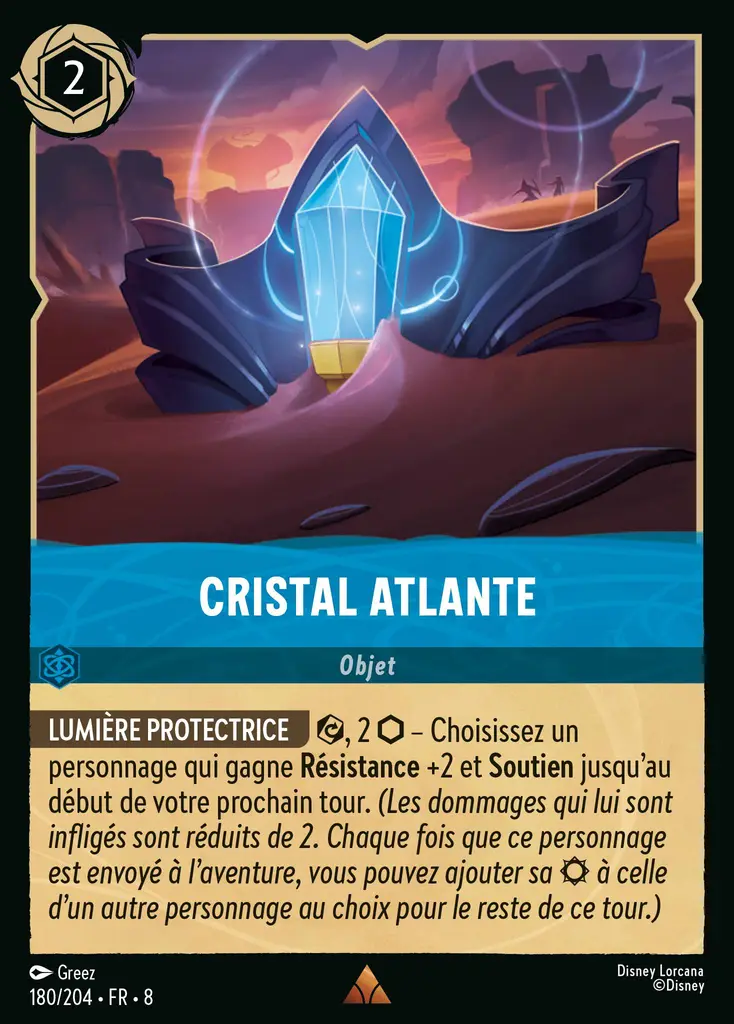 2
CRISTAL ATLANTE
Objet
LUMIÈRE PROTECTRICE , 2 – Choisissez un
personnage qui gagne Résistance +2 et Soutien jusqu'au
début de votre prochain tour. (Les dommages qui lui sont
infligés sont réduits de 2. Chaque fois que ce personnage
est envoyé à l'aventure, vous pouvez ajouter sa à celle
d'un autre personnage au choix pour le reste de ce tour.)
Greez
180/204 • FR • 8
Disney Lorcana
©Disney